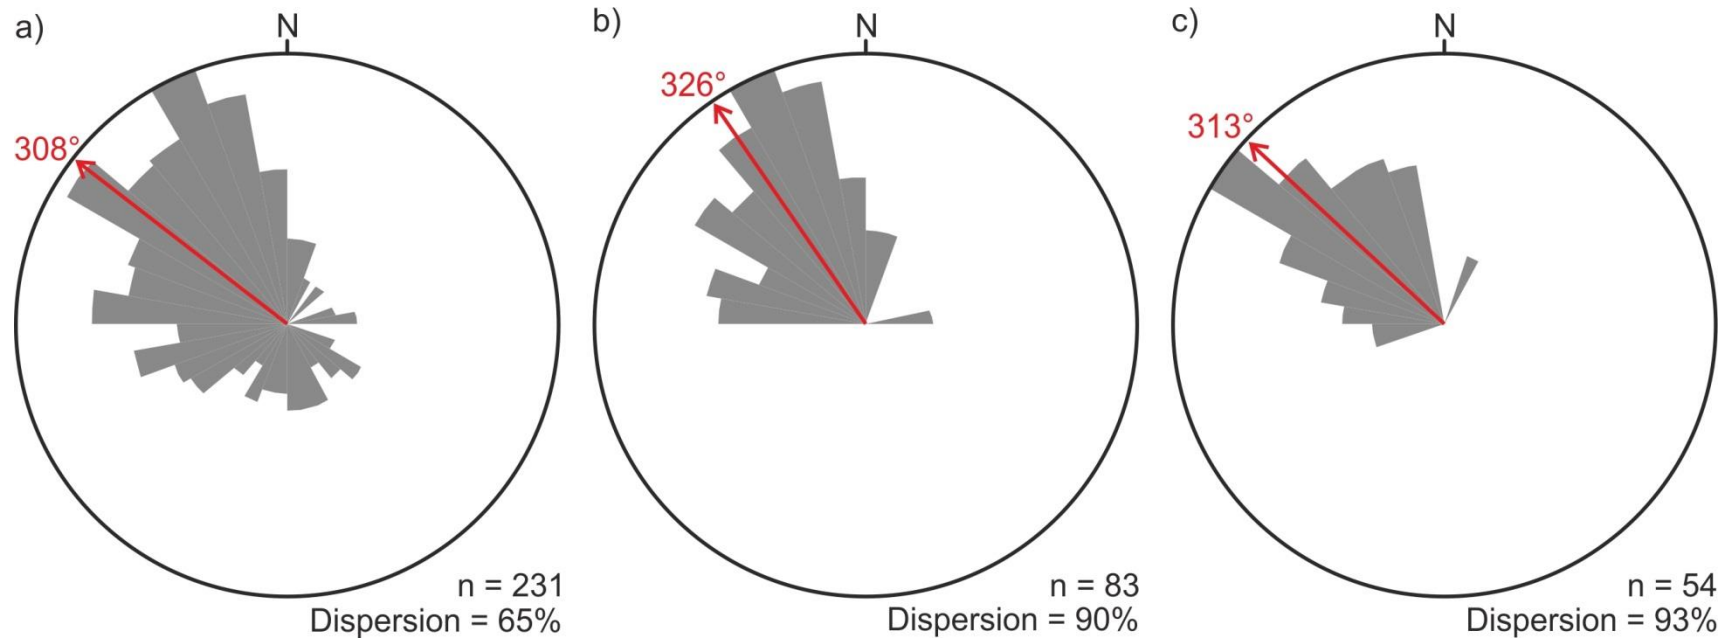 a)
N
308°
n = 231
Dispersion = 65%
b)
N
326°
n = 83
Dispersion = 90%
c)
N
313°
n = 54
Dispersion = 93%